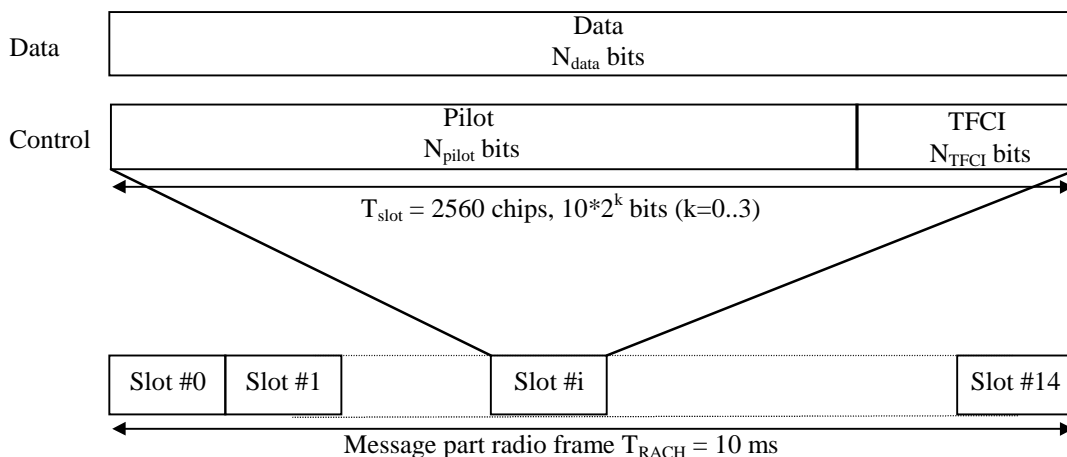 Data
Data
N_data bits
Control
Pilot
N_pilot bits
TFCI
N_TFCI bits
T_slot = 2560 chips, 10*2^k bits (k=0..3)
Slot #0
Slot #1
Slot #i
Slot #14
Message part radio frame T_RACH = 10 ms